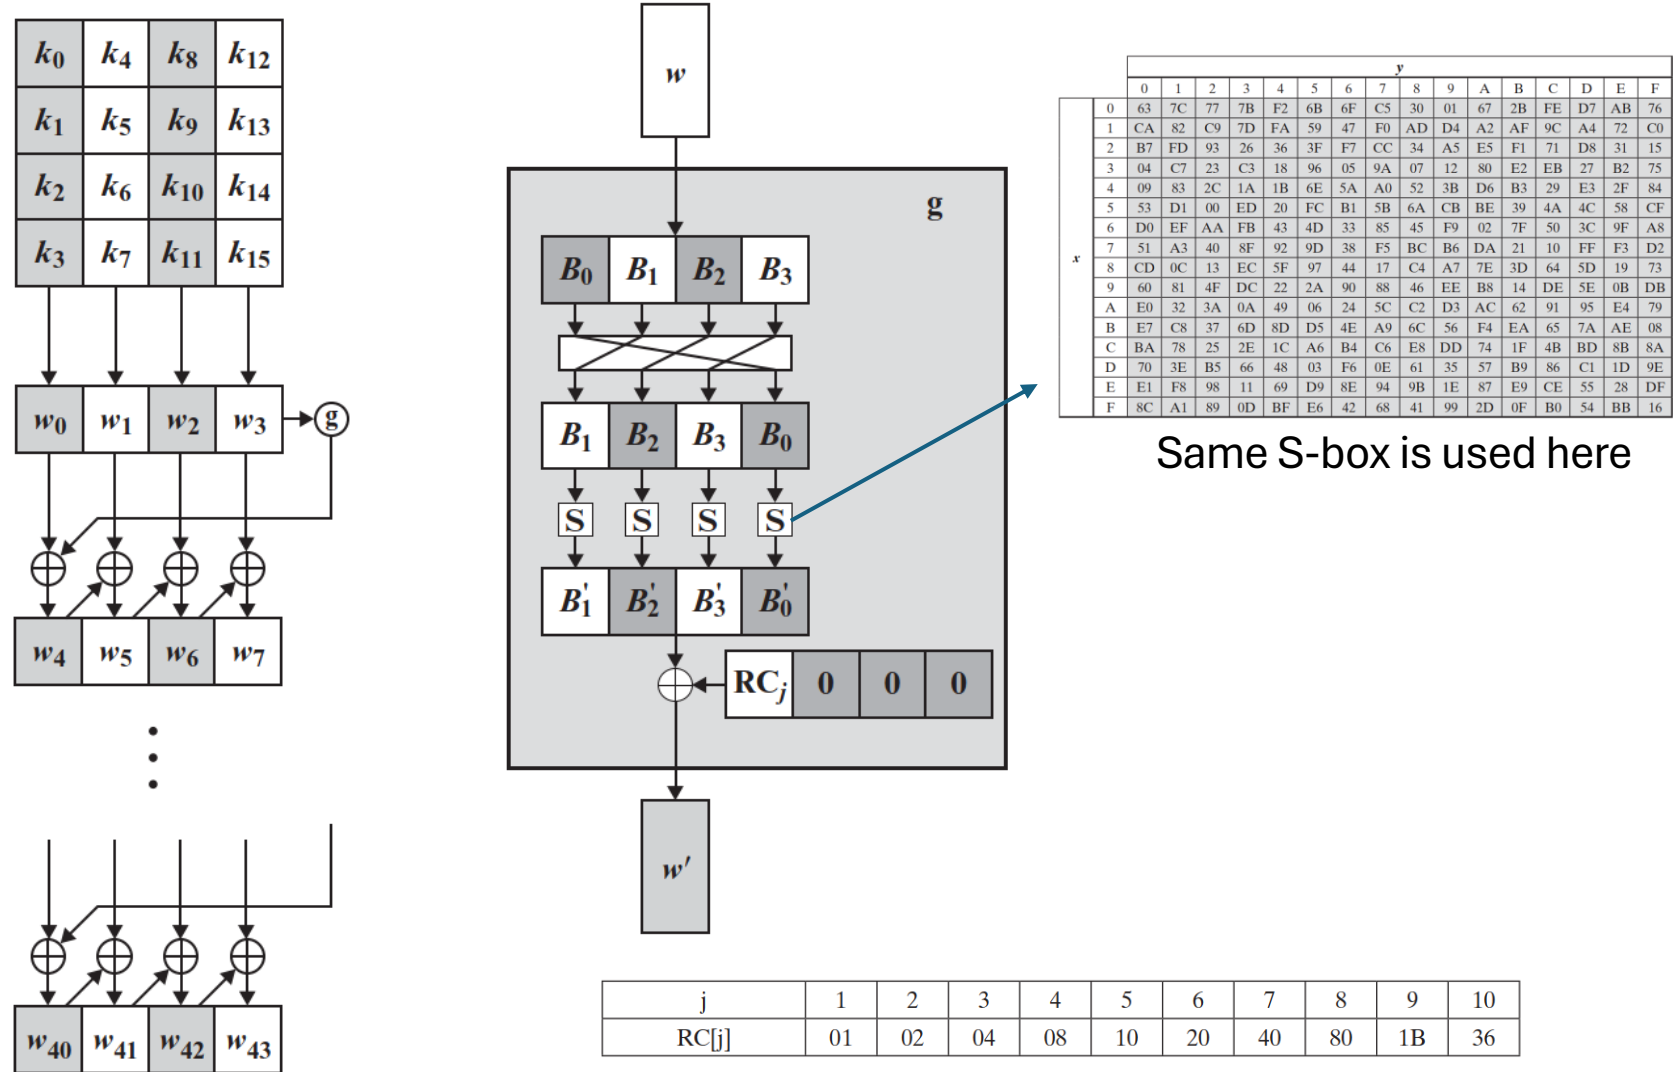 k0 k4 k8 k12
k1 k5 k9 k13
k2 k6 k10 k14
k3 k7 k11 k15
w0 w1 w2 w3 g
w4 w5 w6 w7
w40 w41 w42 w43
w
g
B0 B1 B2 B3
B1 B2 B3 B0
S S S S
B'1 B'2 B'3 B'0
RCj 0 0 0
w′
y
0 1 2 3 4 5 6 7 8 9 A B C D E F
x
0 63 7C 77 7B F2 6B 6F C5 30 01 67 2B FE D7 AB 76
1 CA 82 C9 7D FA 59 47 F0 AD D4 A2 AF 9C A4 72 C0
2 B7 FD 93 26 36 3F F7 CC 34 A5 E5 F1 71 D8 31 15
3 04 C7 23 C3 18 96 05 9A 07 12 80 E2 EB 27 B2 75
4 09 83 2C 1A 1B 6E 5A A0 52 3B D6 B3 29 E3 2F 84
5 53 D1 00 ED 20 FC B1 5B 6A CB BE 39 4A 4C 58 CF
6 D0 EF AA FB 43 4D 33 85 45 F9 02 7F 50 3C 9F A8
7 51 A3 40 8F 92 9D 38 F5 BC B6 DA 21 10 FF F3 D2
8 CD 0C 13 EC 5F 97 44 17 C4 A7 7E 3D 64 5D 19 73
9 60 81 4F DC 22 2A 90 88 46 EE B8 14 DE 5E 0B DB
A E0 32 3A 0A 49 06 24 5C C2 D3 AC 62 91 95 E4 79
B E7 C8 37 6D 8D D5 4E A9 6C 56 F4 EA 65 7A AE 08
C BA 78 25 2E 1C A6 B4 C6 E8 DD 74 1F 4B BD 8B 8A
D 70 3E B5 66 48 03 F6 0E 61 35 57 B9 86 C1 1D 9E
E E1 F8 98 11 69 D9 8E 94 9B 1E 87 E9 CE 55 28 DF
F 8C A1 89 0D BF E6 42 68 41 99 2D 0F B0 54 BB 16
Same S-box is used here
j 1 2 3 4 5 6 7 8 9 10
RC[j] 01 02 04 08 10 20 40 80 1B 36